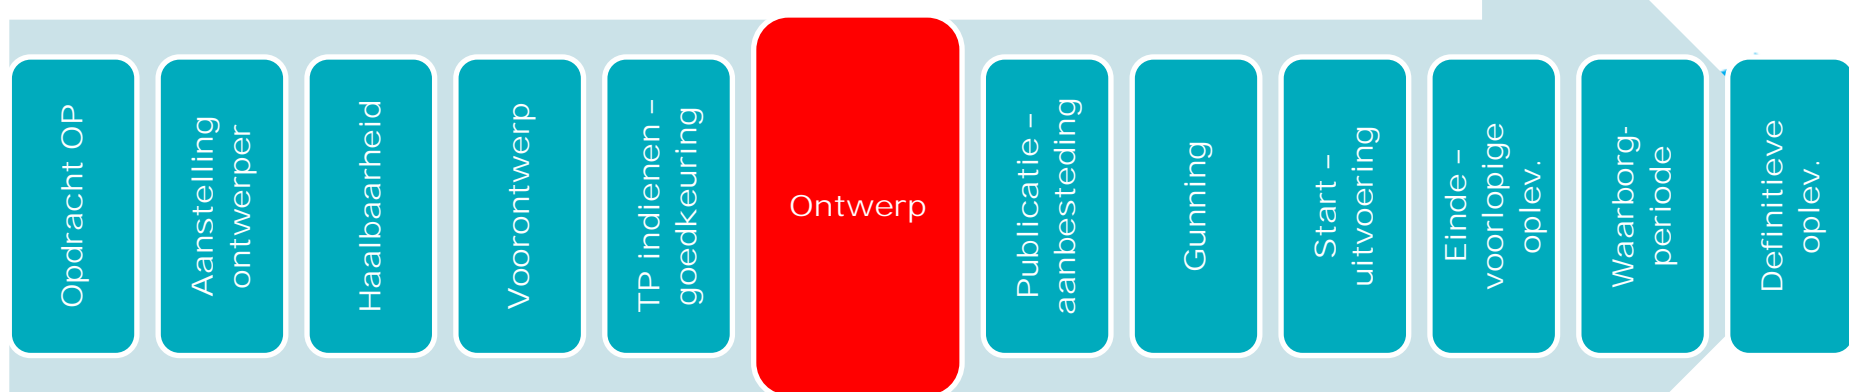 Opdracht OP
Aanstelling
ontwerper
Haalbaarheid
Voorontwerp
TP indienen –
goedkeuring
Ontwerp
Publicatie –
aanbesteding
Gunning
Start –
uitvoering
Einde –
voorlopige
oplev.
Waarborg-
periode
Definitieve
oplev.